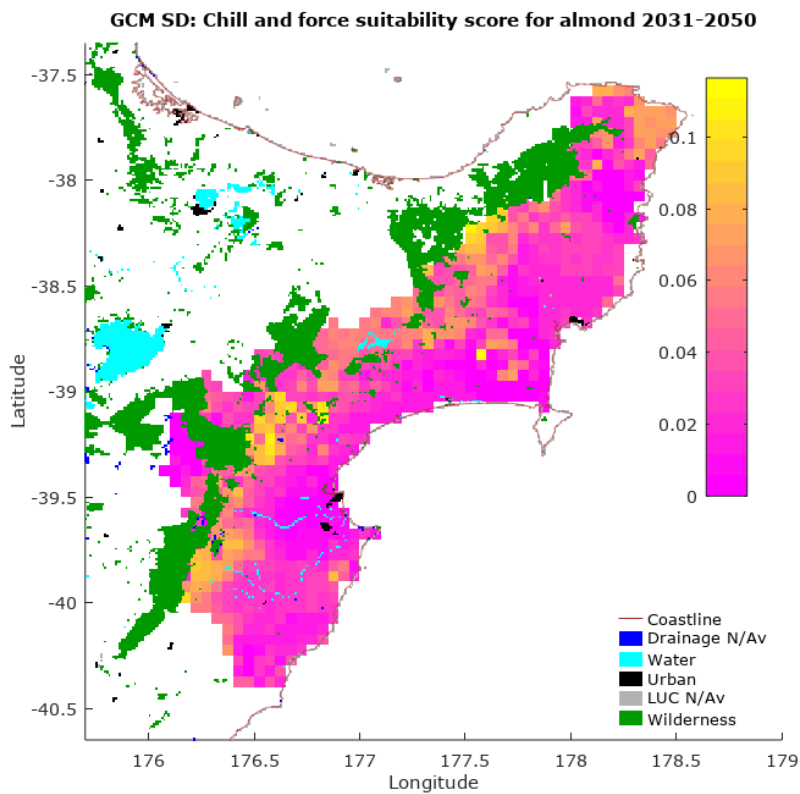 GCM SD: Chill and force suitability score for almond 2031-2050
-37.5
-38
-38.5
-39
-39.5
-40
-40.5
Latitude
176
176.5
177
177.5
178
178.5
179
Longitude
0.1
0.08
0.06
0.04
0.02
0
Coastline
Drainage N/Av
Water
Urban
LUC N/Av
Wilderness